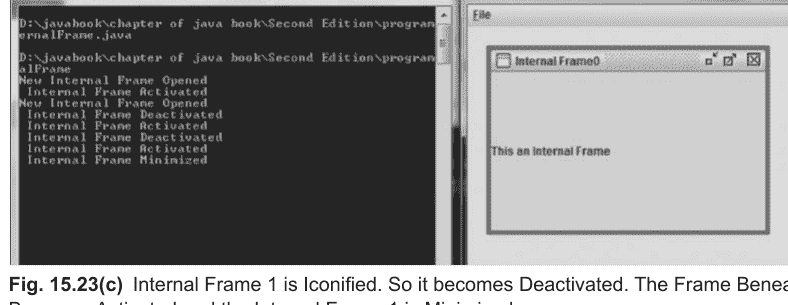 D:\javabook\chapter of java book\Second Edition\program
ernalFrame.java
D:\javabook\chapter of java book\Second Edition\program
alFrame
New Internal Frame Opened
Internal Frame Activated
New Internal Frame Opened
Internal Frame Deactivated
Internal Frame Activated
Internal Frame Deactivated
Internal Frame Activated
Internal Frame Minimized
File
Internal Frame0
This an Internal Frame
Fig. 15.23(c) Internal Frame 1 is Iconified. So it becomes Deactivated. The Frame Benea